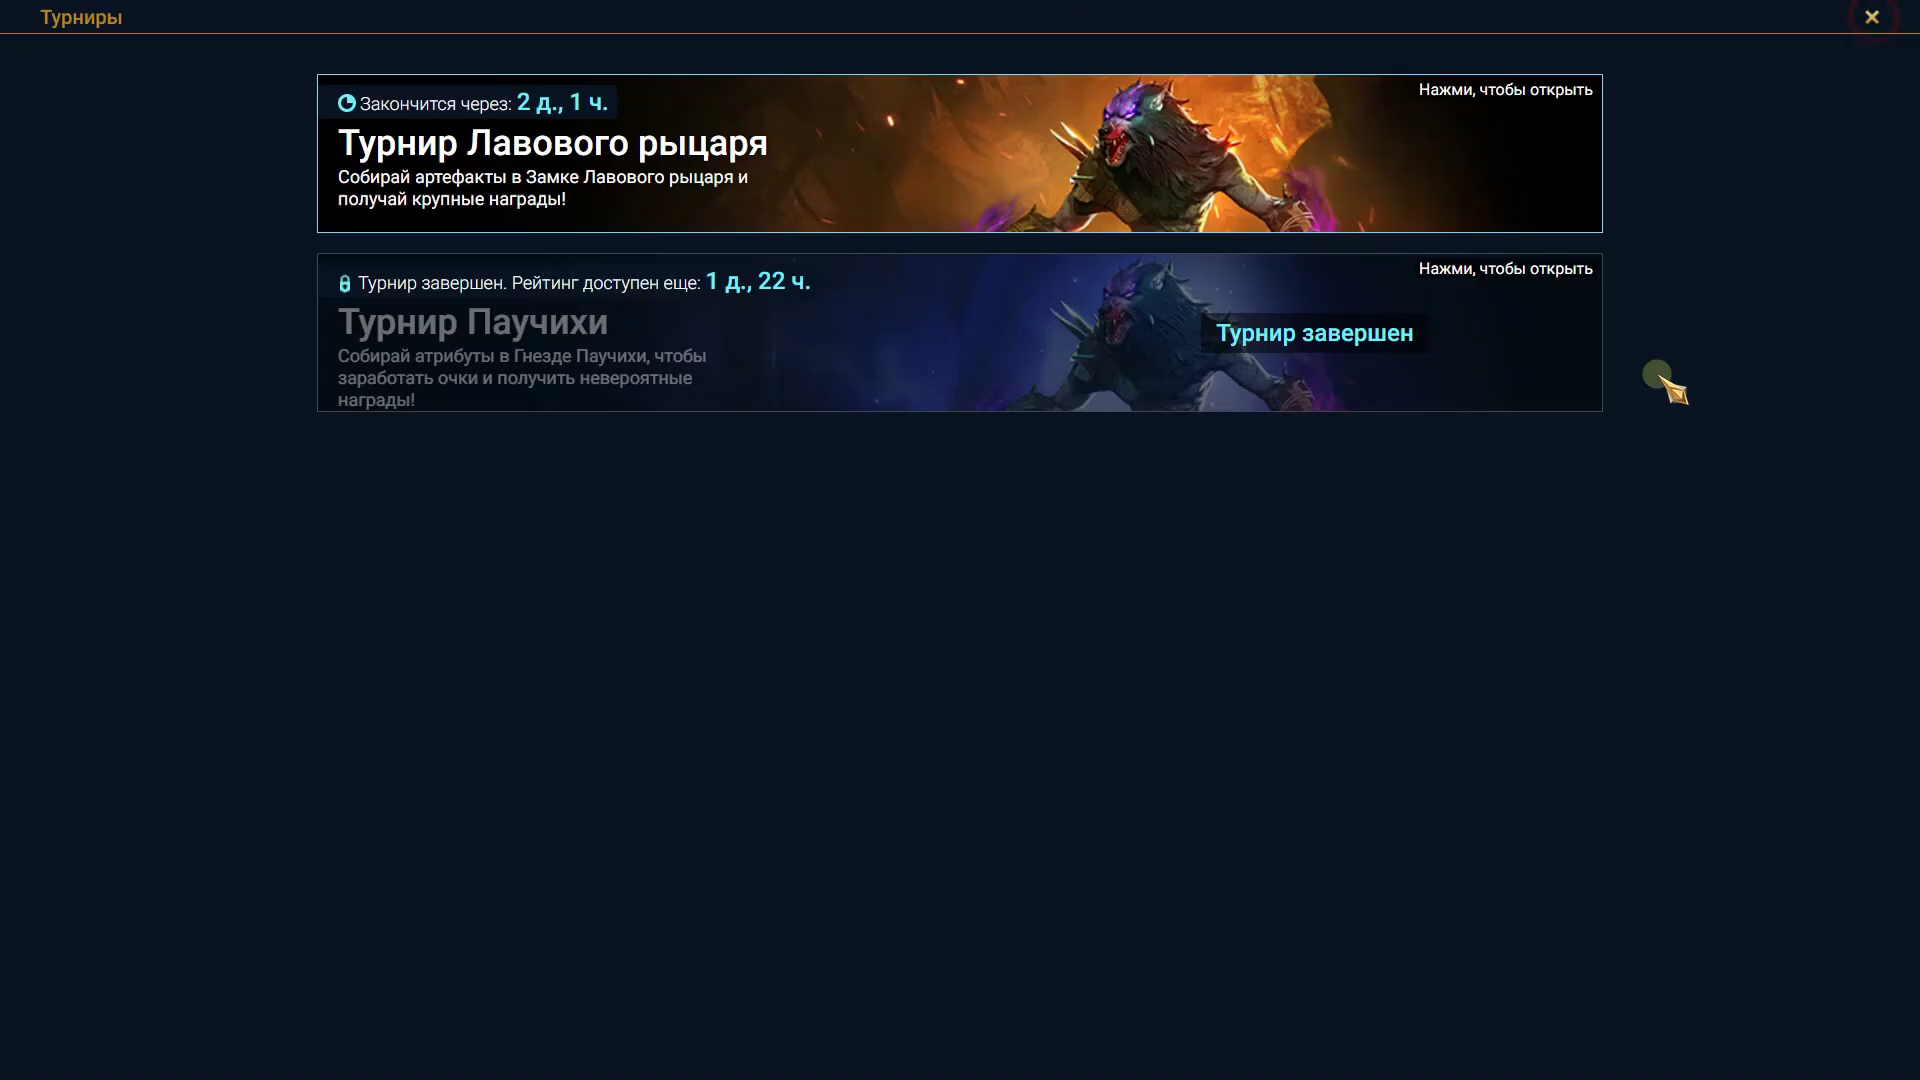 Турниры
Закончится через: 2 д., 1 ч.
Нажми, чтобы открыть
Турнир Лавового рыцаря
Собирай артефакты в Замке Лавового рыцаря и
получай крупные награды!
Турнир завершен. Рейтинг доступен еще: 1 д., 22 ч.
Нажми, чтобы открыть
Турнир Паучихи
Турнир завершен
Собирай атрибуты в Гнезде Паучихи, чтобы
заработать очки и получить невероятные
награды!